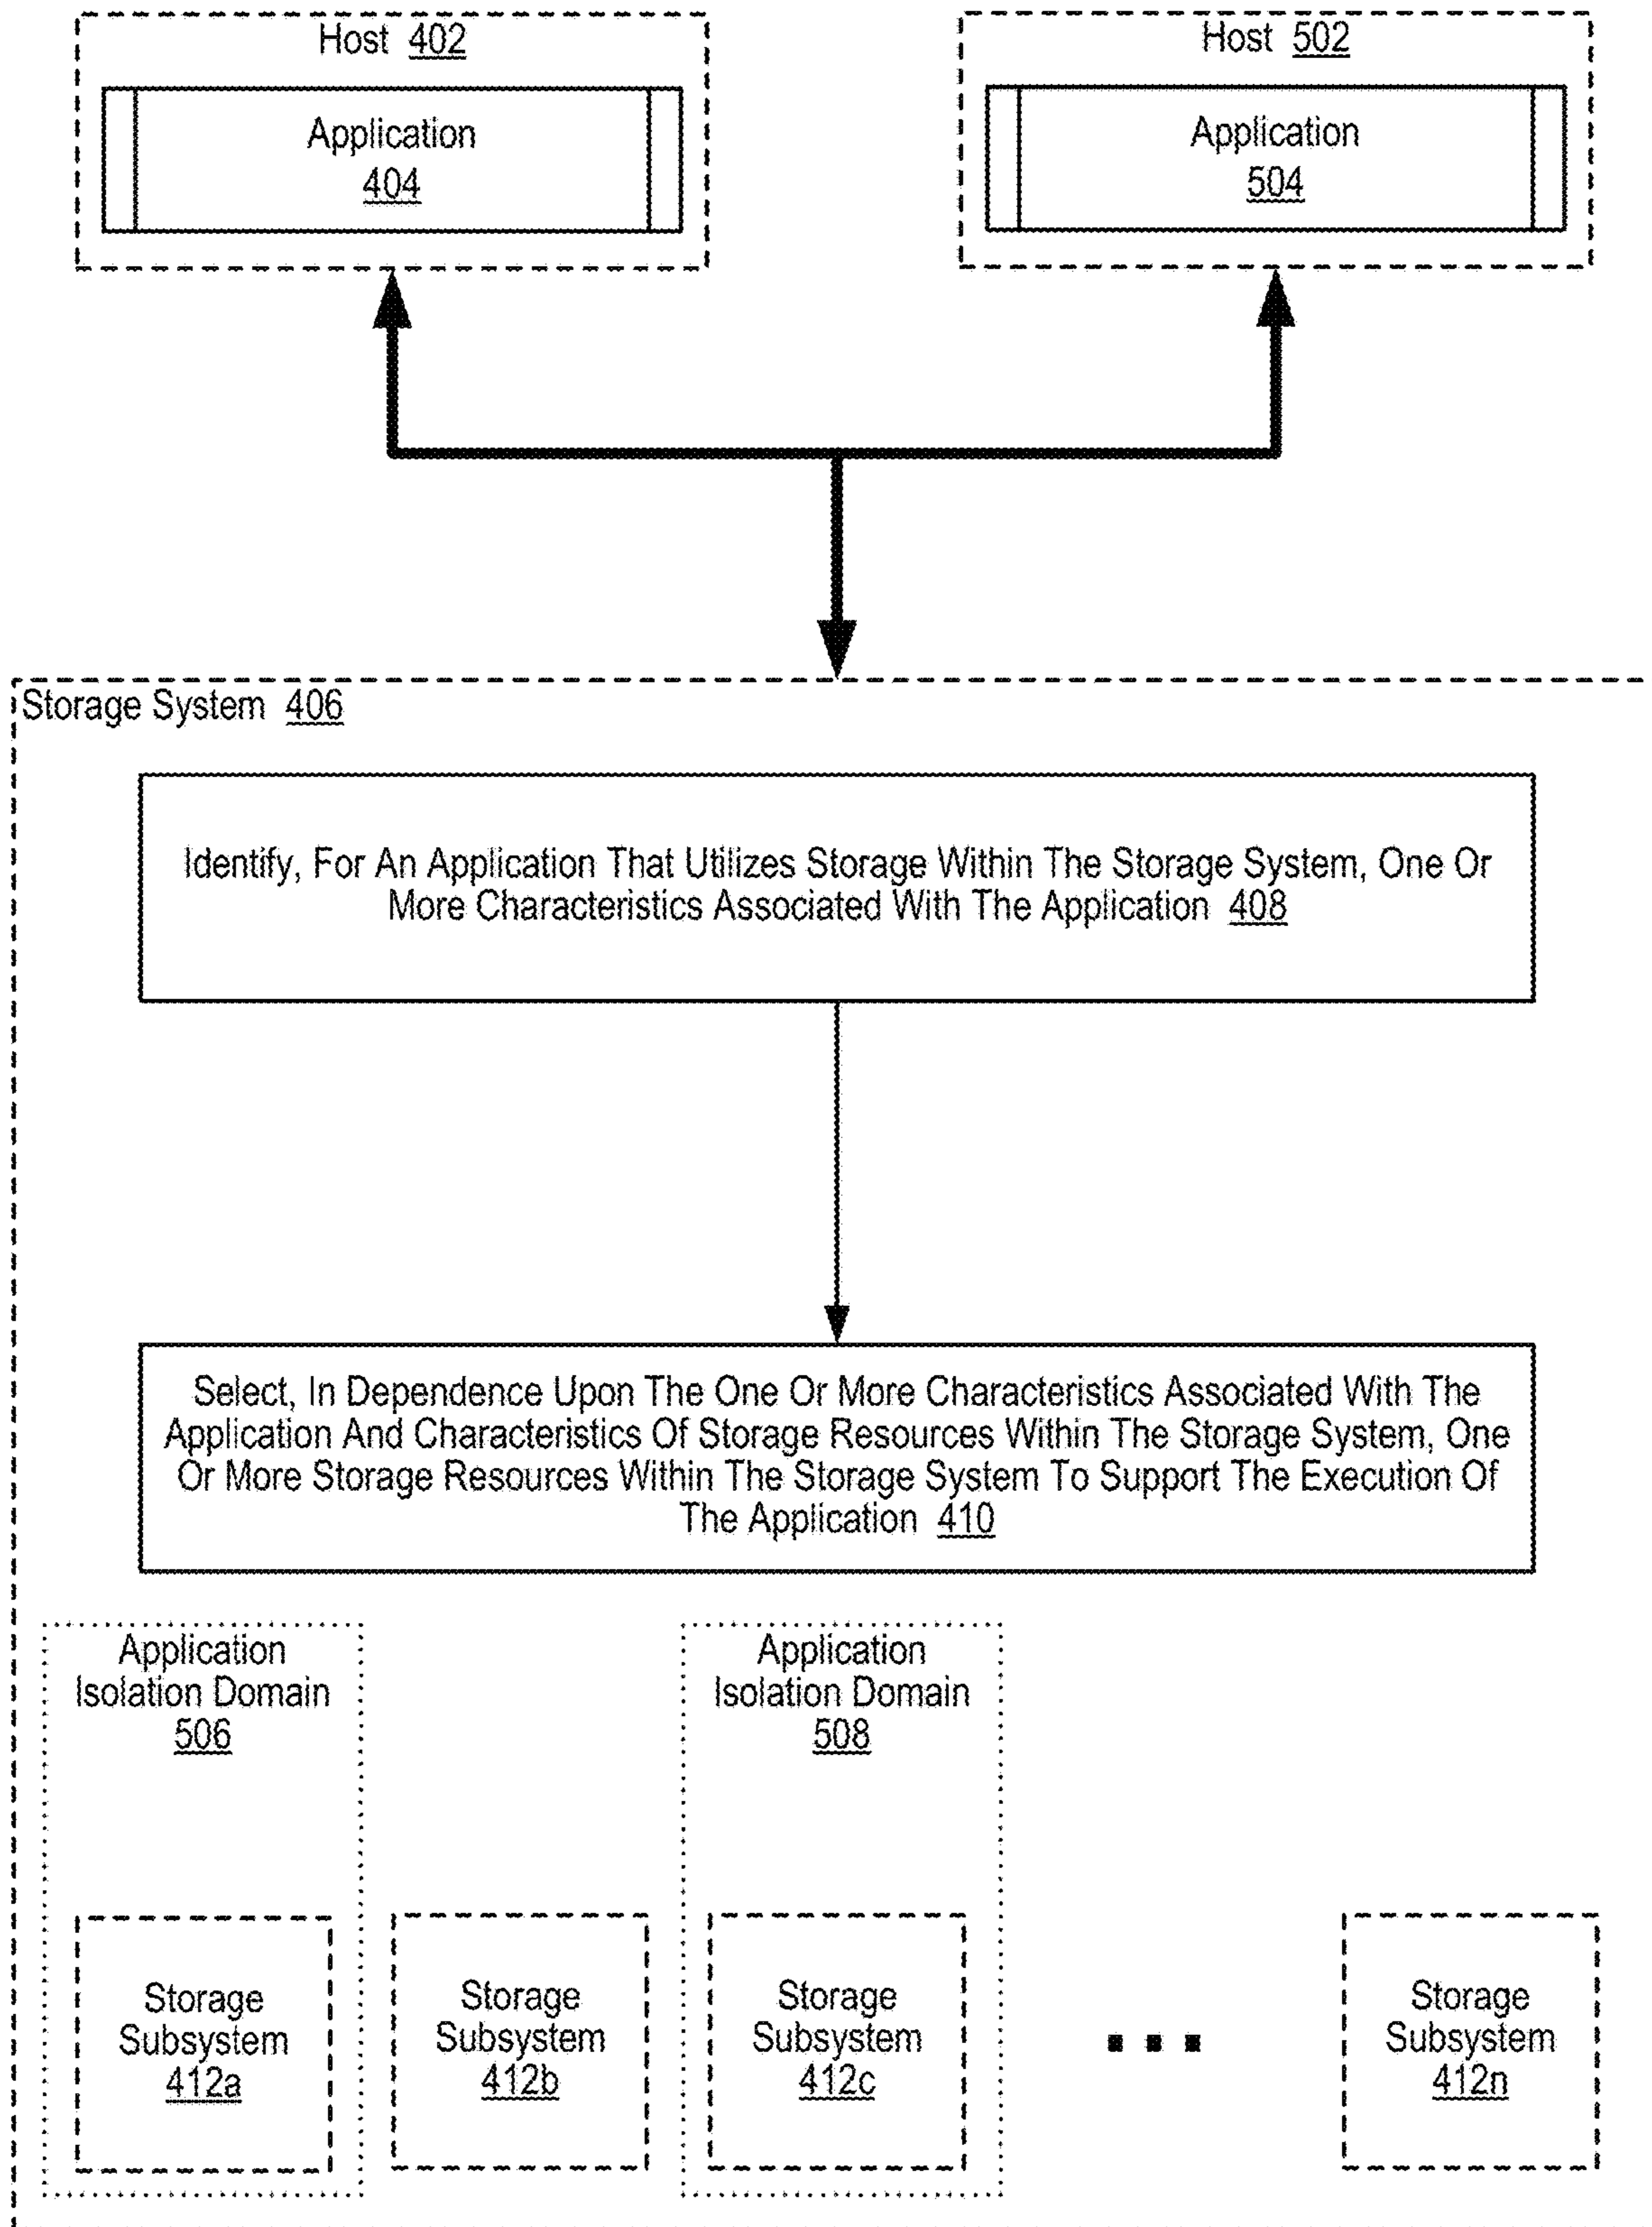 Host 402
Application
404
Host 502
Application
504
Storage System 406
Identify, For An Application That Utilizes Storage Within The Storage System, One Or
More Characteristics Associated With The Application 408
Select, In Dependence Upon The One Or More Characteristics Associated With The
Application And Characteristics Of Storage Resources Within The Storage System, One
Or More Storage Resources Within The Storage System To Support The Execution Of
The Application 410
Application
Isolation Domain
506
Application
Isolation Domain
508
Storage
Subsystem
412a
Storage
Subsystem
412b
Storage
Subsystem
412c
Storage
Subsystem
412n